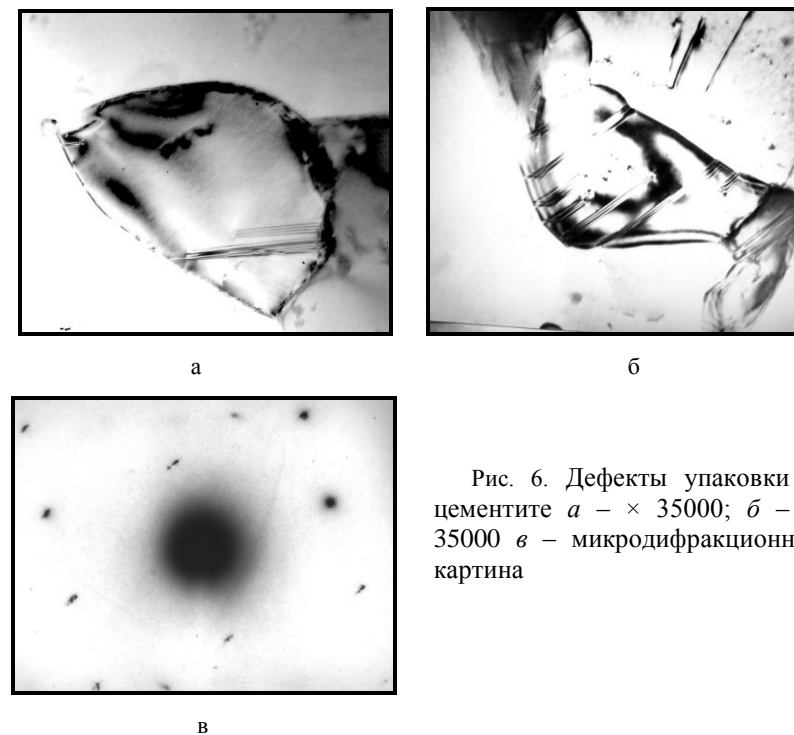 а
б
Рис. 6. Дефекты упаковки
цементите а – × 35000; б –
35000 в – микродифракционн
картина
в